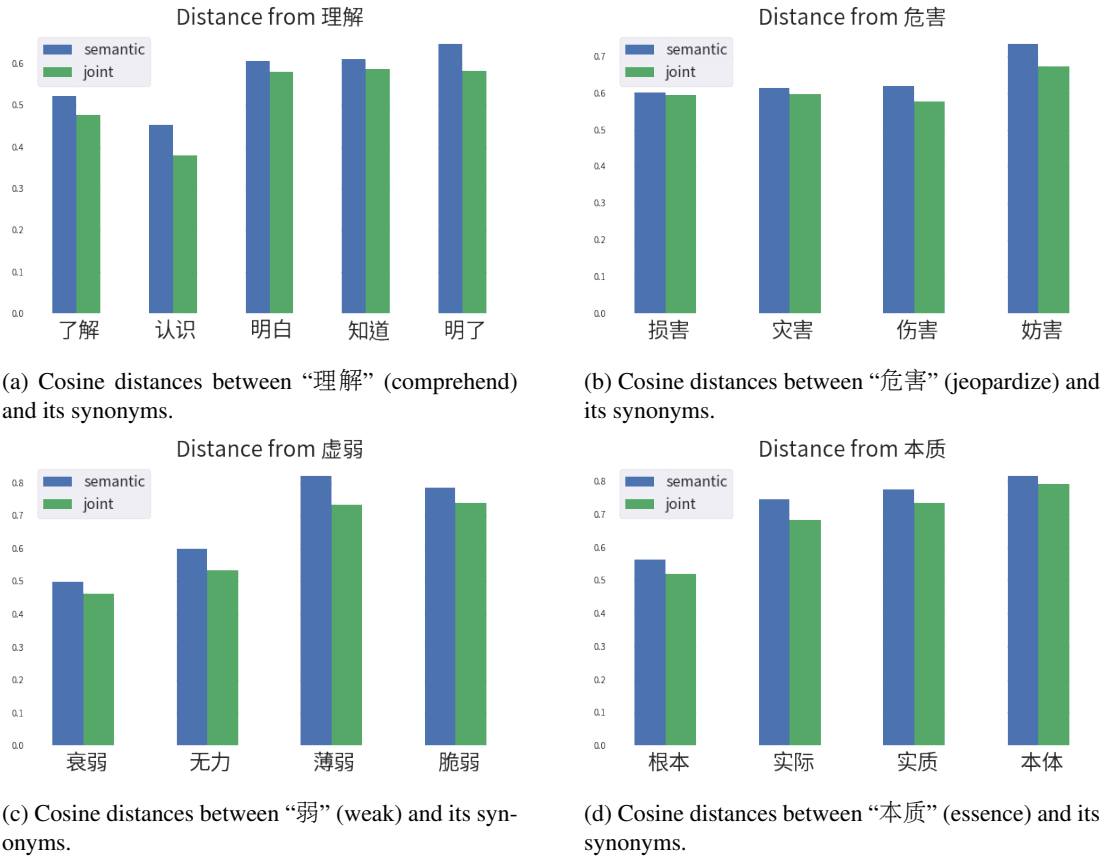 Distance from 理解
semantic
joint
0.6
0.5
0.4
0.3
0.2
0.1
0.0
了解 认识 明白 知道 明了
(a) Cosine distances between “理解” (comprehend)
and its synonyms.
Distance from 危害
semantic
joint
0.7
0.6
0.5
0.4
0.3
0.2
0.1
0.0
损害 灾害 伤害 妨害
(b) Cosine distances between “危害” (jeopardize) and
its synonyms.
Distance from 虚弱
semantic
joint
0.8
0.7
0.6
0.5
0.4
0.3
0.2
0.1
0.0
衰弱 无力 薄弱 脆弱
(c) Cosine distances between “弱” (weak) and its syn-
onyms.
Distance from 本质
semantic
joint
0.8
0.7
0.6
0.5
0.4
0.3
0.2
0.1
0.0
根本 实际 实质 本体
(d) Cosine distances between “本质” (essence) and its
synonyms.